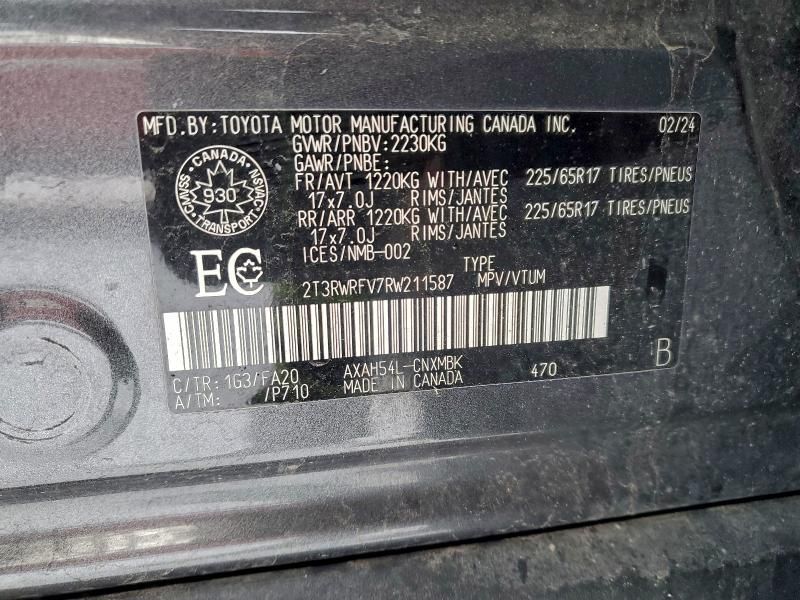 MFD.BY:TOYOTA MOTOR MANUFACTURING CANADA INC. 02/24
GVWR/PNBV:2230KG
GAWR/PNBE:
FR/AVT 1220KG WITH/AVEC 225/65R17 TIRES/PNEUS
17x7.0J RIMS/JANTES
RR/ARR 1220KG WITH/AVEC 225/65R17 TIRES/PNEUS
17x7.0J RIMS/JANTES
ICES/NMB-002
CANADA
CMVSS NSVAC
930
TRANSPORT
EC
TYPE
2T3RWRFV7RW211587 MPV/VTUM
C/TR: 1G3/FA20 AXAH54L-CNXMBK 470 B
A/TM: /P710 MADE IN CANADA